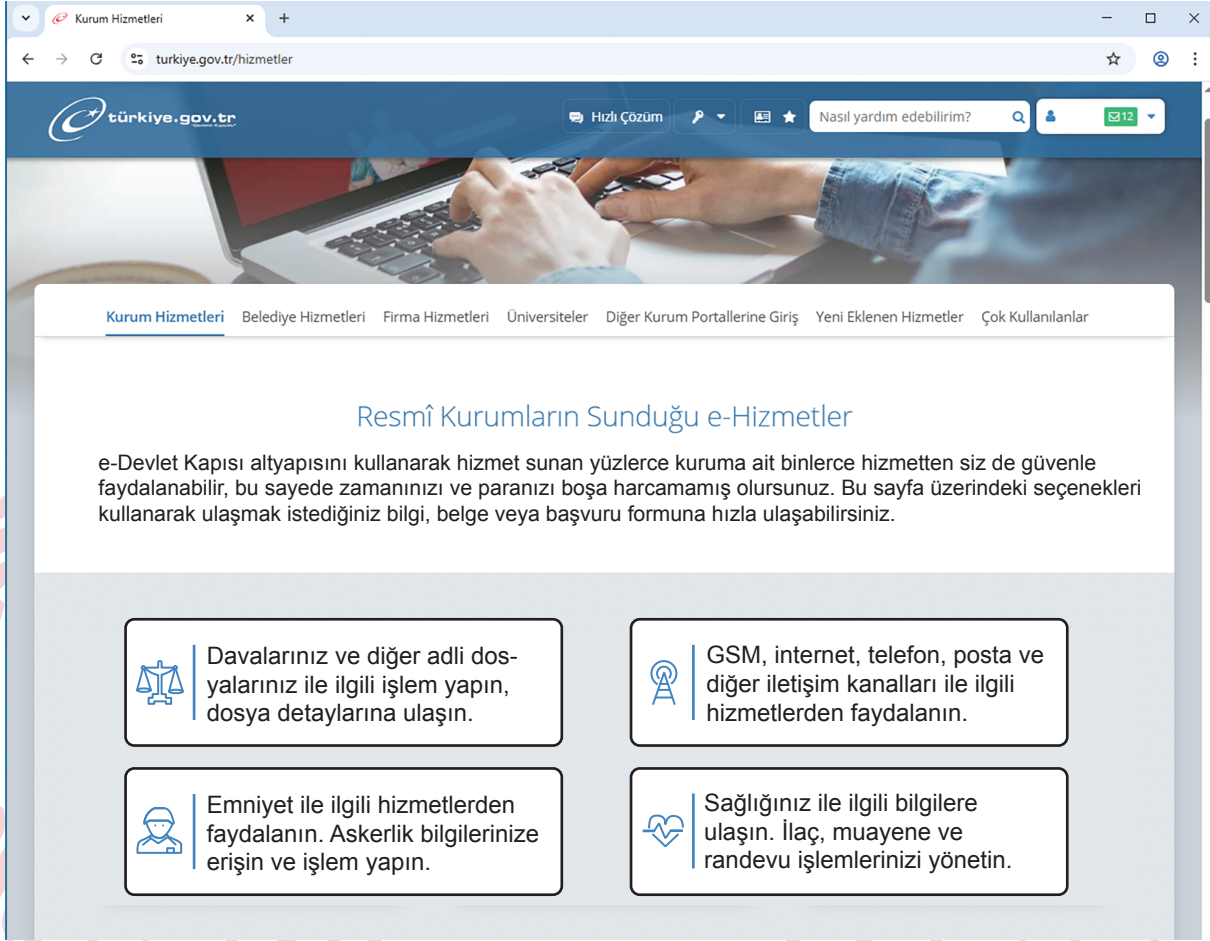 Kurum Hizmetleri
turkiye.gov.tr/hizmetler
türkiye.gov.tr
Hızlı Çözüm
Nasıl yardım edebilirim?
12
Kurum Hizmetleri Belediye Hizmetleri Firma Hizmetleri Üniversiteler Diğer Kurum Portallerine Giriş Yeni Eklenen Hizmetler Çok Kullanılanlar
Resmî Kurumların Sunduğu e-Hizmetler
e-Devlet Kapısı altyapısını kullanarak hizmet sunan yüzlerce kuruma ait binlerce hizmetten siz de güvenle
faydalanabilir, bu sayede zamanınızı ve paranızı boşa harcamamış olursunuz. Bu sayfa üzerindeki seçenekleri
kullanarak ulaşmak istediğiniz bilgi, belge veya başvuru formuna hızla ulaşabilirsiniz.
Davalarınız ve diğer adli dos-
yalarınız ile ilgili işlem yapın,
dosya detaylarına ulaşın.
GSM, internet, telefon, posta ve
diğer iletişim kanalları ile ilgili
hizmetlerden faydalanın.
Emniyet ile ilgili hizmetlerden
faydalanın. Askerlik bilgilerinize
erişin ve işlem yapın.
Sağlığınız ile ilgili bilgilere
ulaşın. İlaç, muayene ve
randevu işlemlerinizi yönetin.